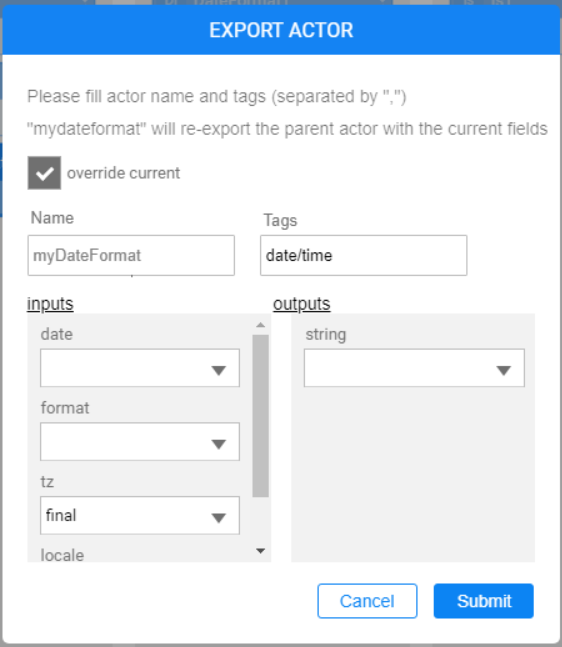 EXPORT ACTOR
Please fill actor name and tags (separated by ",")
"mydateformat" will re-export the parent actor with the current fields
override current
Name
Tags
myDateFormat
date/time
inputs
outputs
date
string
format
tz
final
locale
Cancel
Submit